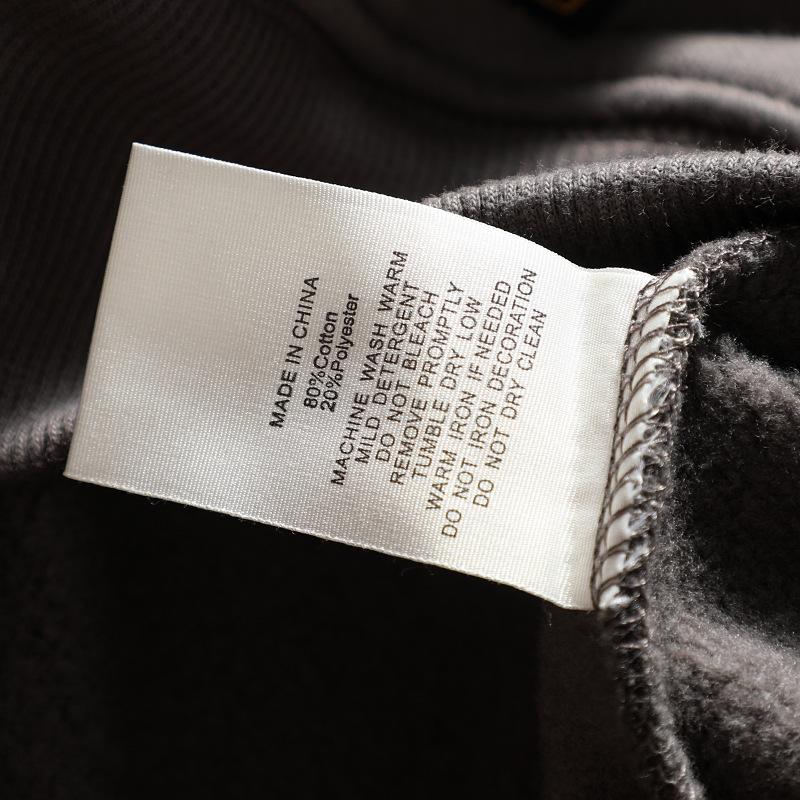 MADE IN CHINA
80%Cotton
20%Polyester
MACHINE WASH WARM
MILD DETERGENT
DO NOT BLEACH
REMOVE PROMPTLY
TUMBLE DRY LOW
WARM IRON IF NEEDED
DO NOT IRON DECORATION
DO NOT DRY CLEAN